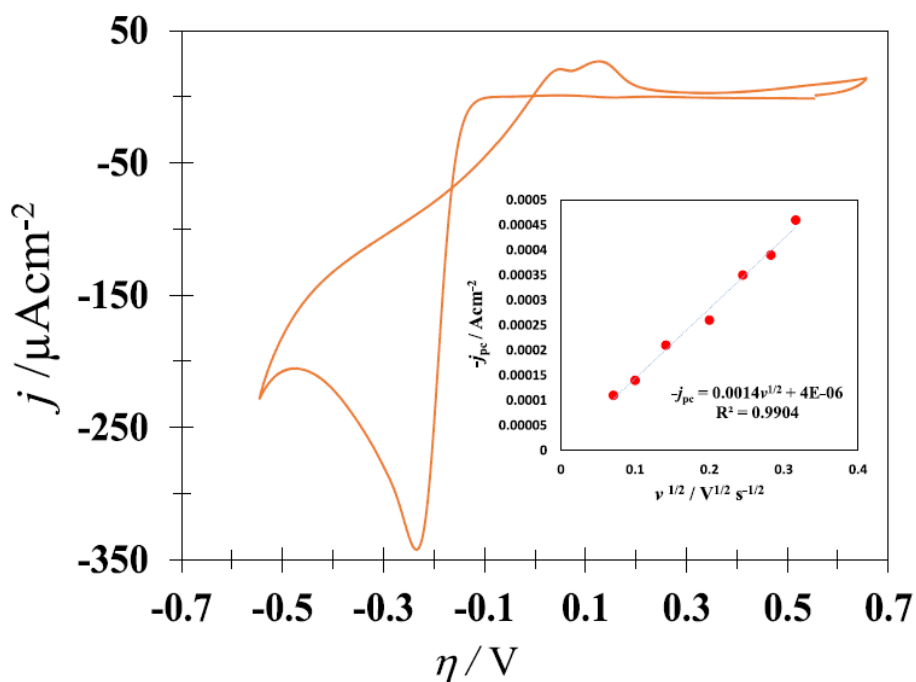 50
-50
-150
-250
-350
j /µAcm-2
-0.7 -0.5 -0.3 -0.1 0.1 0.3 0.5 0.7
η / V
0.0005
0.00045
0.0004
0.00035
0.0003
0.00025
0.0002
0.00015
0.0001
0.00005
0
-jpc / Acm-2
-jpc = 0.0014v1/2 + 4E-06
R² = 0.9904
0 0.1 0.2 0.3 0.4
v 1/2 / V1/2 s-1/2